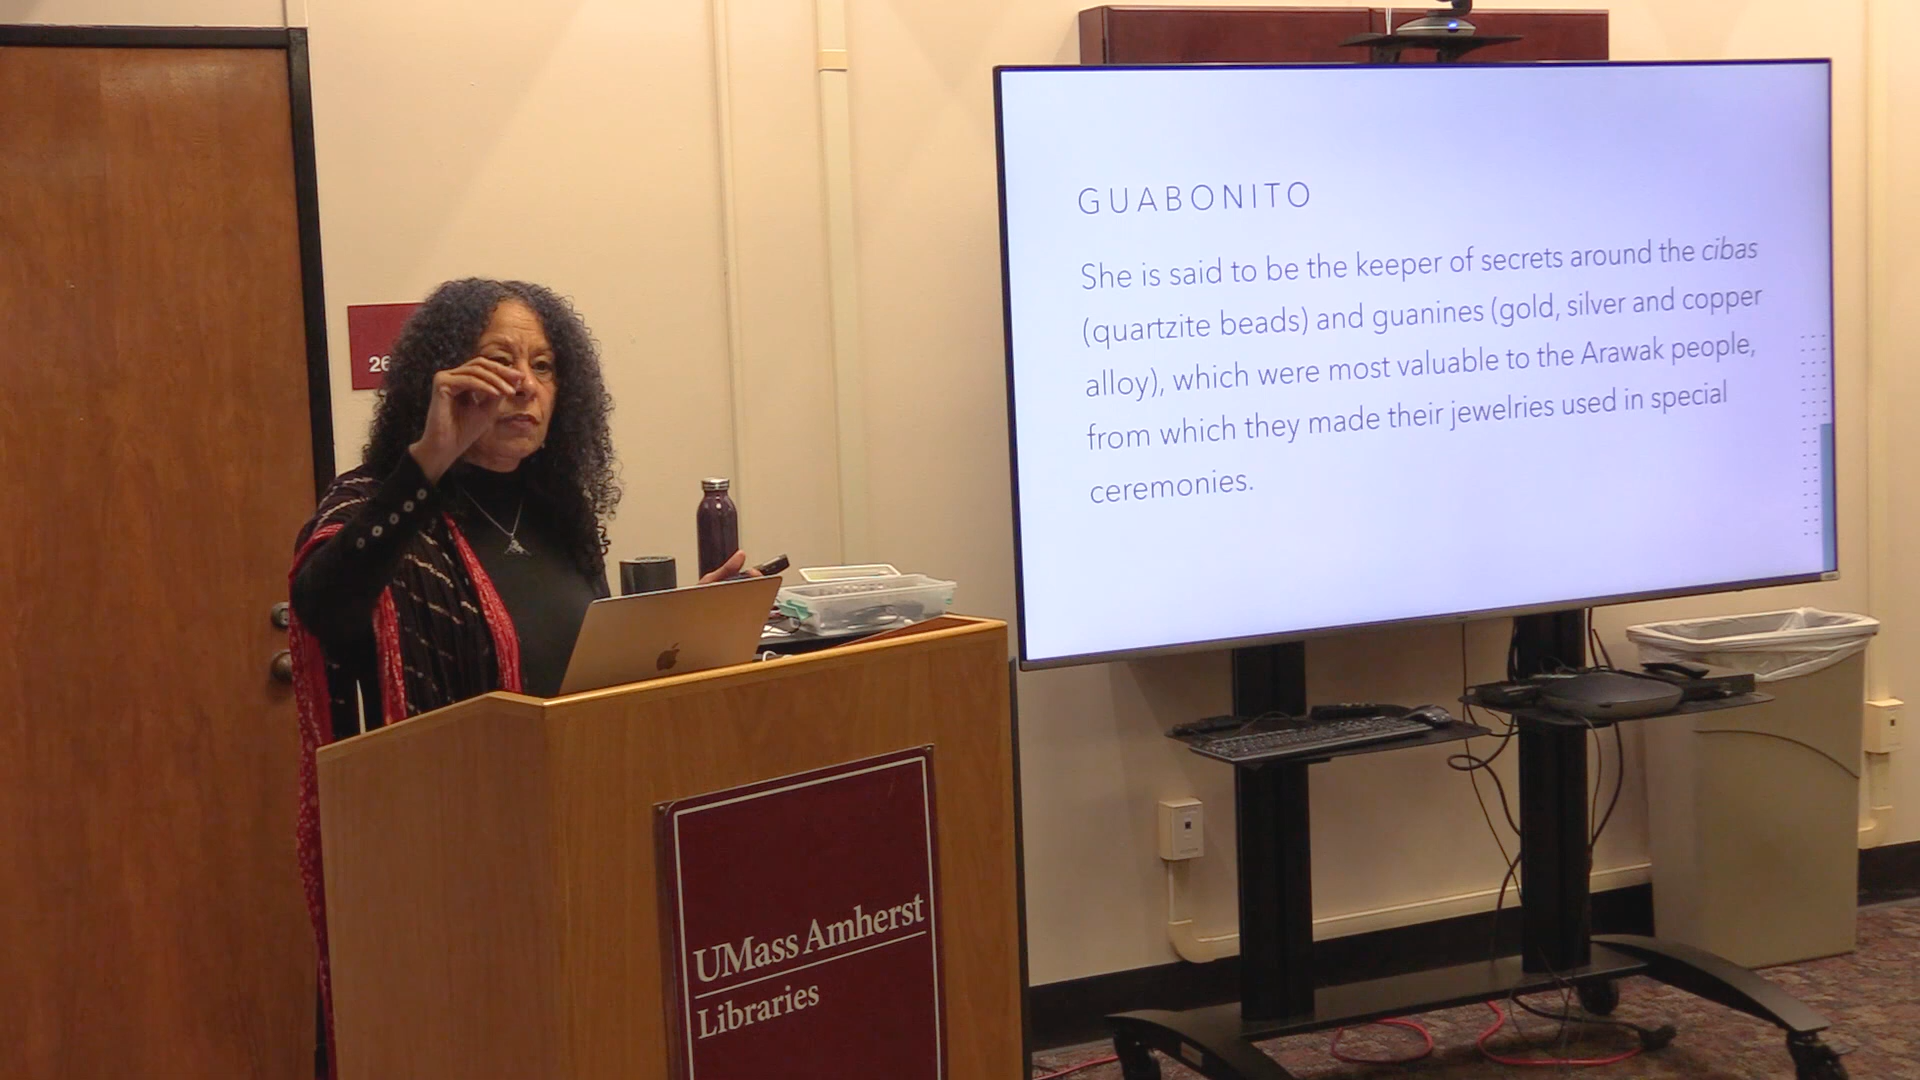 26
GUABONITO
She is said to be the keeper of secrets around the cibas
(quartzite beads) and guanines (gold, silver and copper
alloy), which were most valuable to the Arawak people,
from which they made their jewelries used in special
ceremonies.
UMass Amherst
Libraries